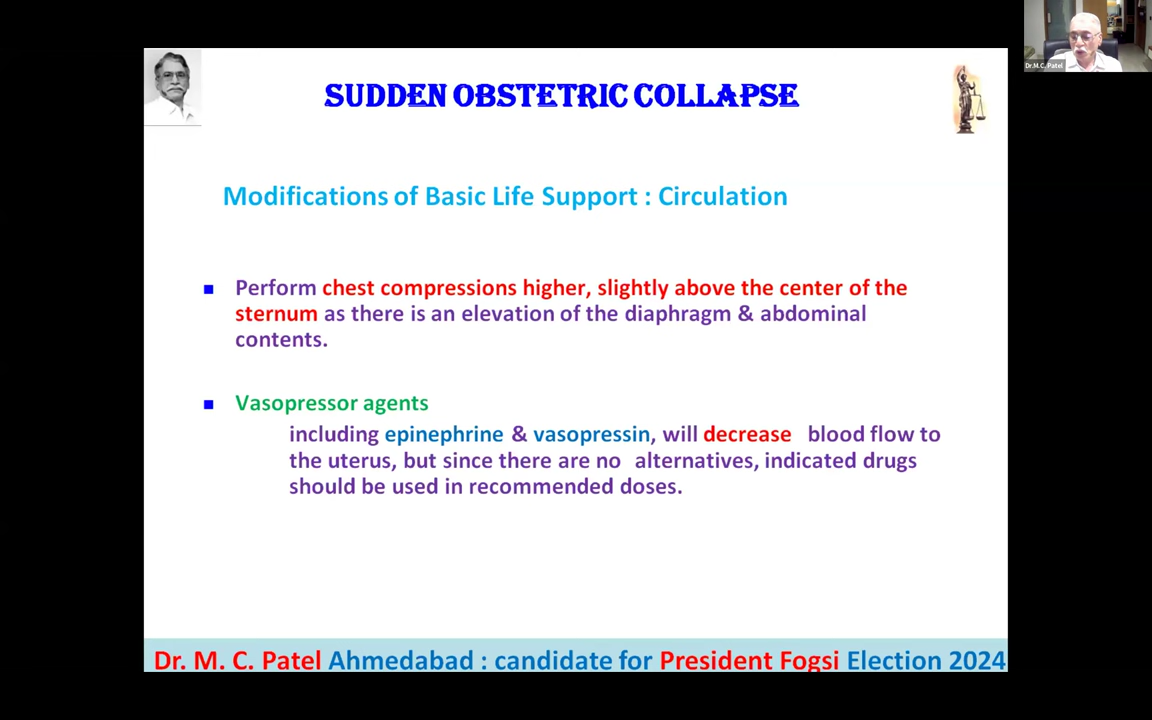 Dr.M.C. Patel
SUDDEN OBSTETRIC COLLAPSE
Modifications of Basic Life Support : Circulation
Perform chest compressions higher, slightly above the center of the
sternum as there is an elevation of the diaphragm & abdominal
contents.
Vasopressor agents
including epinephrine & vasopressin, will decrease blood flow to
the uterus, but since there are no alternatives, indicated drugs
should be used in recommended doses.
Dr. M. C. Patel Ahmedabad : candidate for President Fogsi Election 2024